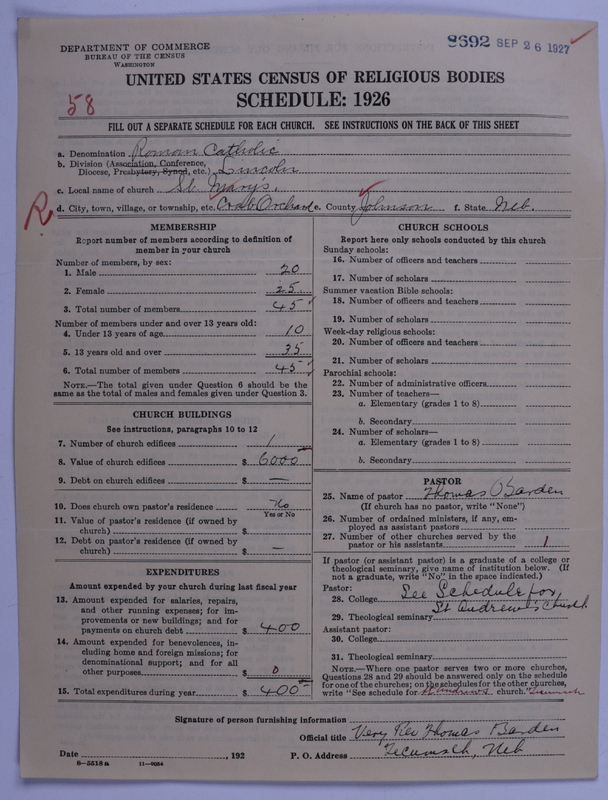 DEPARTMENT OF COMMERCE
BUREAU OF THE CENSUS
WASHINGTON
8692 SEP 26 1927
UNITED STATES CENSUS OF RELIGIOUS BODIES
SCHEDULE: 1926
58
FILL OUT A SEPARATE SCHEDULE FOR EACH CHURCH. SEE INSTRUCTIONS ON THE BACK OF THIS SHEET
a. Denomination Roman Catholic
b. Division (Association, Conference,
Diocese, Presbytery, Synod, etc.) Lincoln
c. Local name of church St. Mary's.
R
d. City, town, village, or township, etc. Crab Orchard e. County Johnson f. State Neb.
MEMBERSHIP
Report number of members according to definition of
member in your church
Number of members, by sex:
1. Male 20
2. Female 25
3. Total number of members 45
Number of members under and over 13 years old:
4. Under 13 years of age 10
5. 13 years old and over 35
6. Total number of members 45
NOTE.—The total given under Question 6 should be the
same as the total of males and females given under Question 3.
CHURCH BUILDINGS
See instructions, paragraphs 10 to 12
7. Number of church edifices 1
8. Value of church edifices $ 6000
9. Debt on church edifices $ —
10. Does church own pastor's residence No
Yes or No
11. Value of pastor's residence (if owned by
church) $
12. Debt on pastor's residence (if owned by
church) $ —
EXPENDITURES
Amount expended by your church during last fiscal year
13. Amount expended for salaries, repairs,
and other running expenses; for im-
provements or new buildings; and for
payments on church debt $ 400
14. Amount expended for benevolences, in-
cluding home and foreign missions; for
denominational support; and for all
other purposes $ 0
15. Total expenditures during year $ 400
CHURCH SCHOOLS
Report here only schools conducted by this church
Sunday schools:
16. Number of officers and teachers
17. Number of scholars
Summer vacation Bible schools:
18. Number of officers and teachers
19. Number of scholars
Week-day religious schools:
20. Number of officers and teachers
21. Number of scholars
Parochial schools:
22. Number of administrative officers
23. Number of teachers—
a. Elementary (grades 1 to 8)
b. Secondary
24. Number of scholars—
a. Elementary (grades 1 to 8)
b. Secondary
PASTOR
25. Name of pastor Thomas Barden
(If church has no pastor, write "None")
26. Number of ordained ministers, if any, em-
ployed as assistant pastors
27. Number of other churches served by the
pastor or his assistants 1
If pastor (or assistant pastor) is a graduate of a college or
theological seminary, give name of institution below. (If
not a graduate, write "No" in the space indicated.)
Pastor:
28. College See Schedule for,
29. Theological seminary St Andrew's Church
Assistant pastor:
30. College
31. Theological seminary
NOTE.—Where one pastor serves two or more churches,
Questions 28 and 29 should be answered only on the schedule
for one of the churches; on the schedules for the other churches,
write "See schedule for St Andrew's church." Tecumseh
Signature of person furnishing information
Official title Very Rev Thomas Barden
Date , 192 P. O. Address Tecumseh, Neb
8—5518a 11—9054